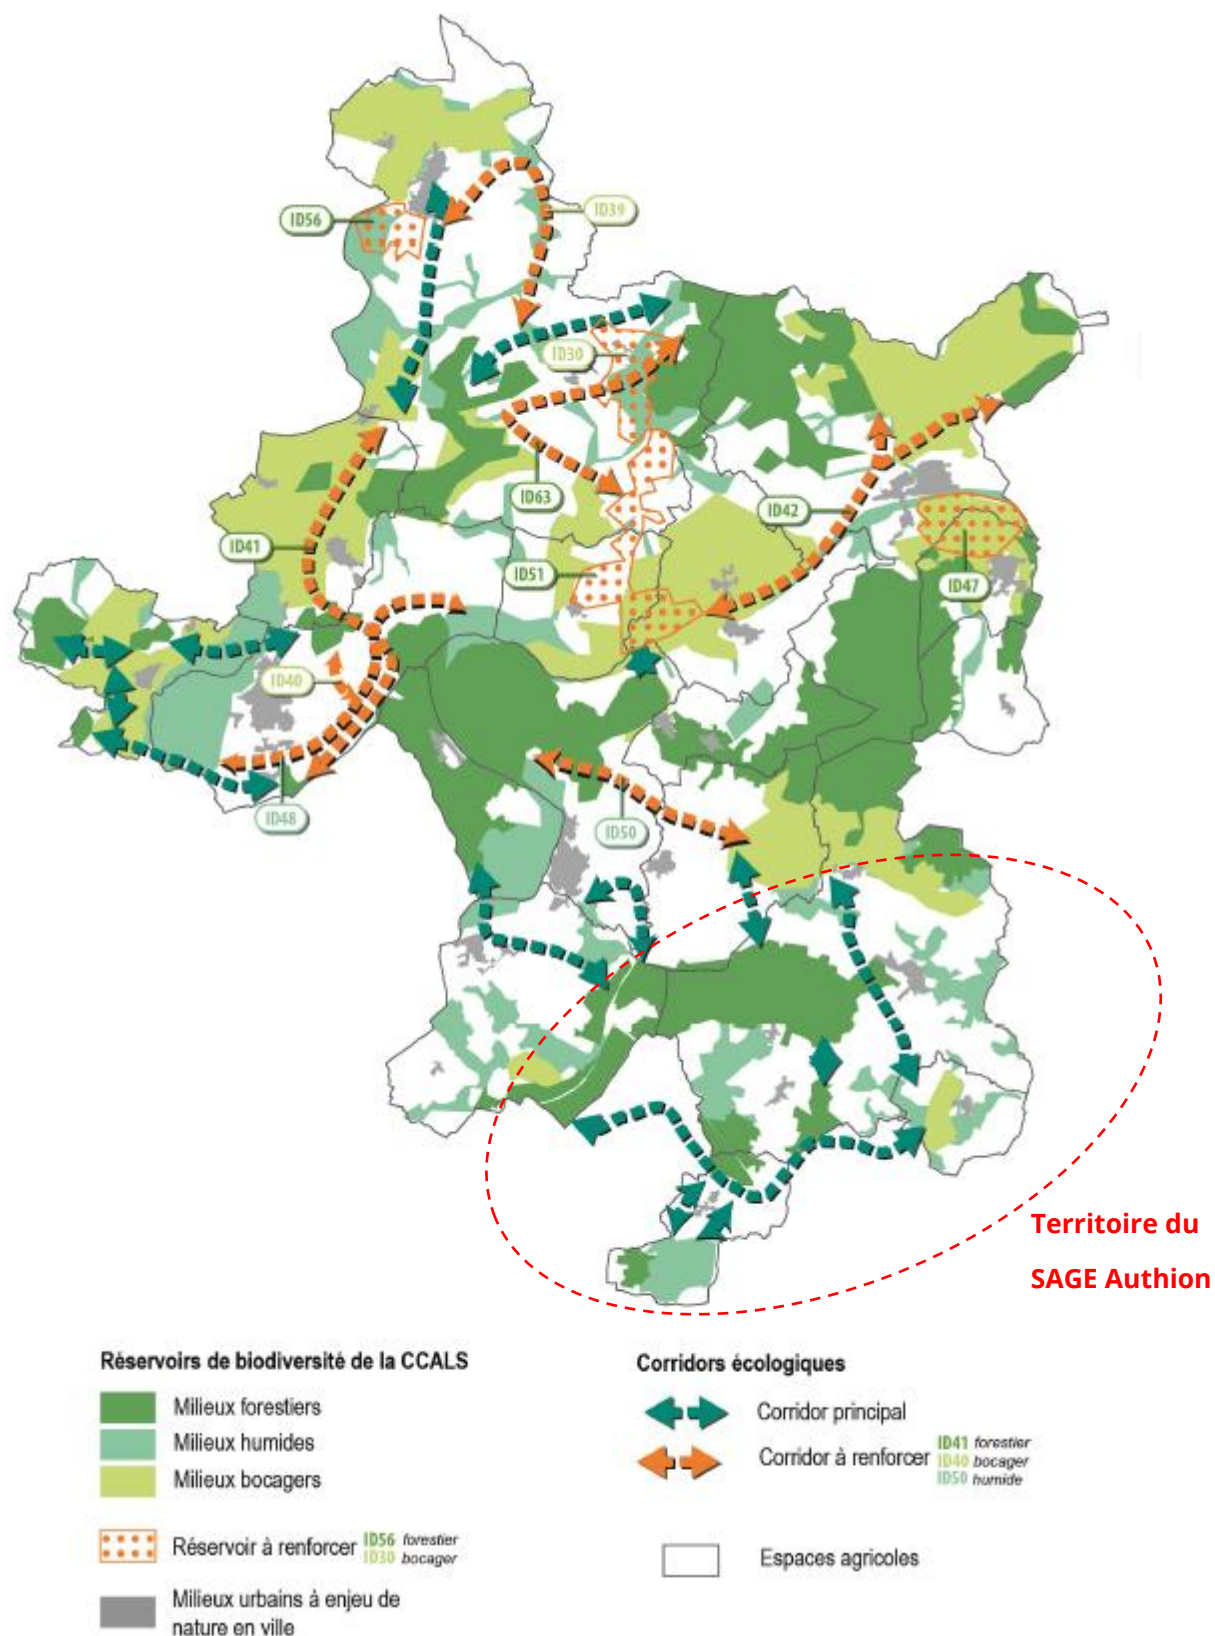 ID56
ID39
ID30
ID63
ID42
ID41
ID51
ID47
ID40
ID48
ID50
Territoire du
SAGE Authion
Réservoirs de biodiversité de la CCALS
Milieux forestiers
Milieux humides
Milieux bocagers
Réservoir à renforcer ID56 forestier
ID30 bocager
Milieux urbains à enjeu de
nature en ville
Corridors écologiques
Corridor principal
Corridor à renforcer ID41 forestier
ID40 bocager
ID50 humide
Espaces agricoles